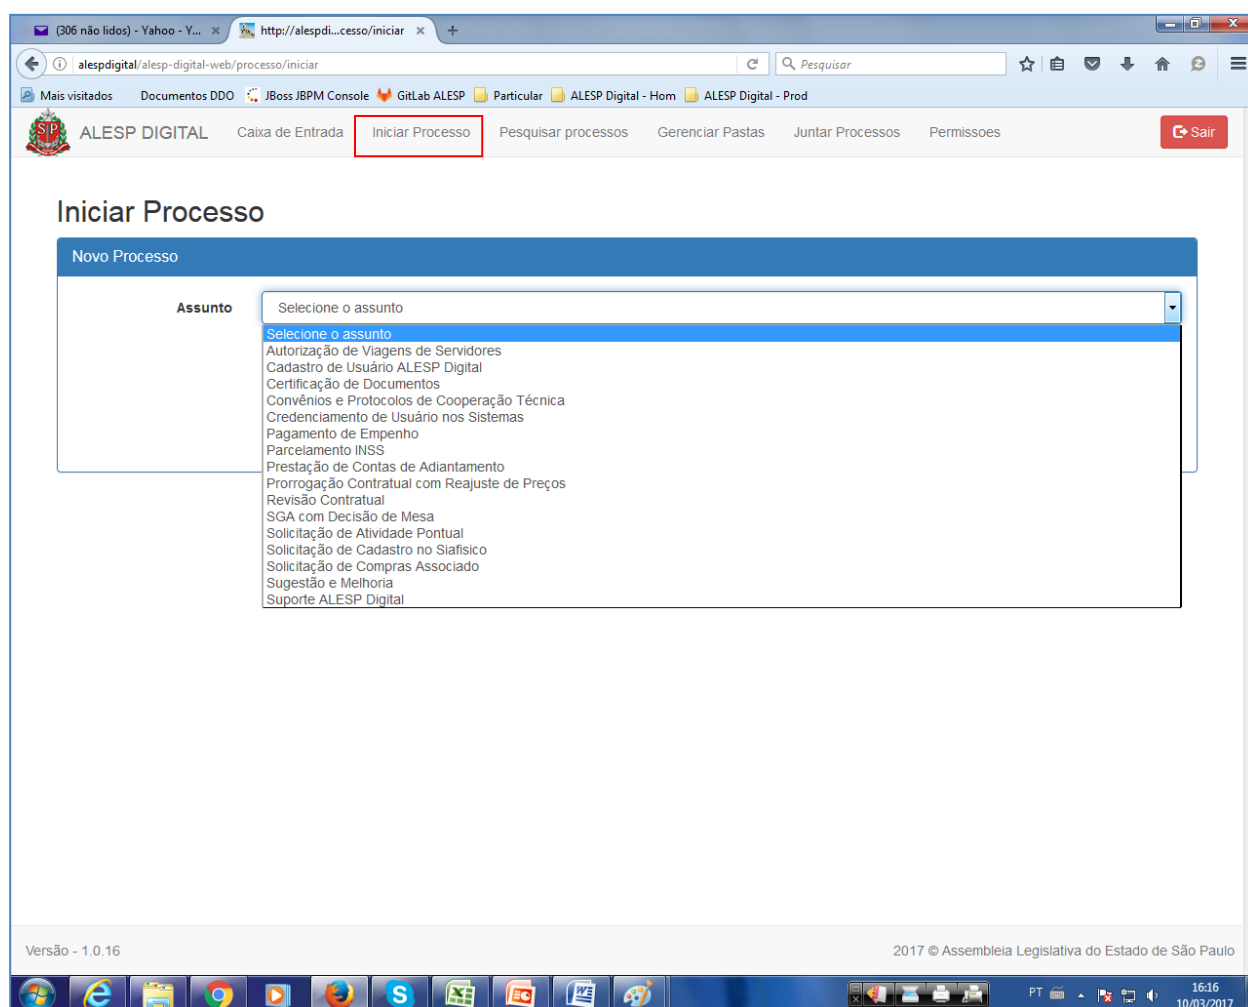 (306 não lidos) - Yahoo - Y...
http://alespdi...cesso/iniciar
alespdigital/alesp-digital-web/processo/iniciar
Pesquisar
Mais visitados Documentos DDO JBoss JBPM Console GitLab ALESP Particular ALESP Digital - Hom ALESP Digital - Prod
SP
ALESP DIGITAL Caixa de Entrada Iniciar Processo Pesquisar processos Gerenciar Pastas Juntar Processos Permissoes Sair
Iniciar Processo
Novo Processo
Assunto Selecione o assunto
Selecione o assunto
Autorização de Viagens de Servidores
Cadastro de Usuário ALESP Digital
Certificação de Documentos
Convênios e Protocolos de Cooperação Técnica
Credenciamento de Usuário nos Sistemas
Pagamento de Empenho
Parcelamento INSS
Prestação de Contas de Adiantamento
Prorrogação Contratual com Reajuste de Preços
Revisão Contratual
SGA com Decisão de Mesa
Solicitação de Atividade Pontual
Solicitação de Cadastro no Siafisico
Solicitação de Compras Associado
Sugestão e Melhoria
Suporte ALESP Digital
Versão - 1.0.16 2017 © Assembleia Legislativa do Estado de São Paulo
PT 16:16
10/03/2017